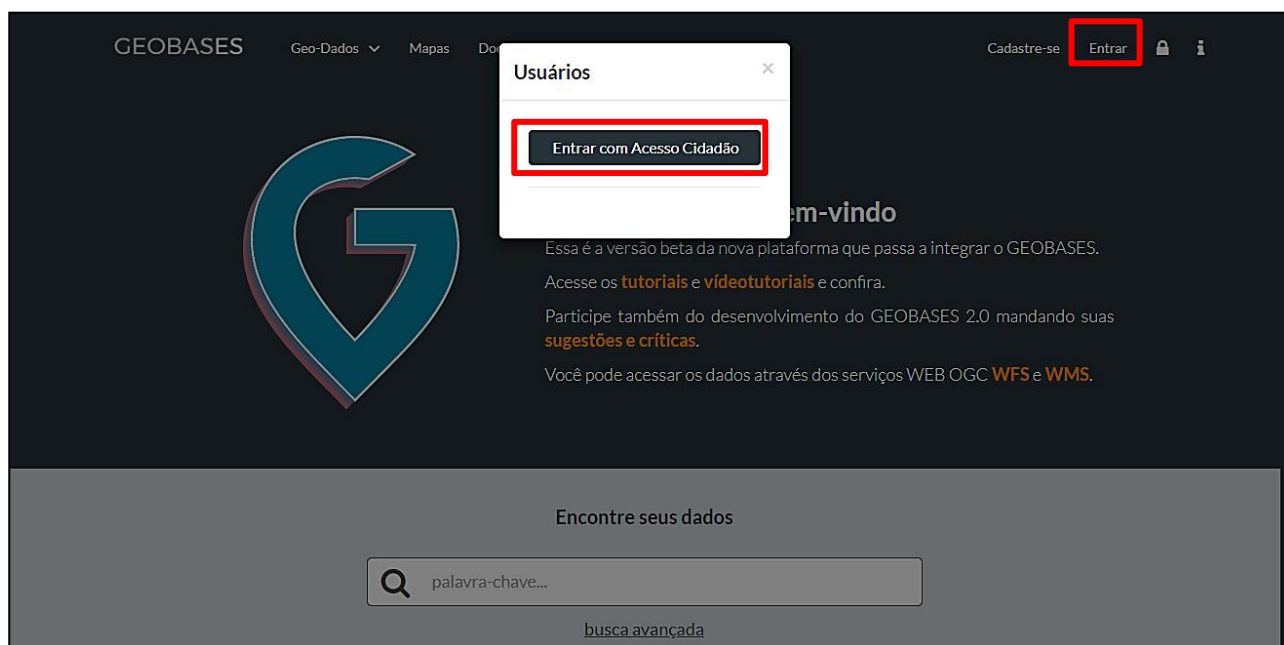 GEOBASES Geo-Dados Mapas Cadastre-se Entrar
Usuários ×
Entrar com Acesso Cidadão
Essa é a versão beta da nova plataforma que passa a integrar o GEOBASES.
Acesse os tutoriais e vídeotutoriais e confira.
Participe também do desenvolvimento do GEOBASES 2.0 mandando suas
sugestões e críticas.
Você pode acessar os dados através dos serviços WEB OGC WFS e WMS.
Encontre seus dados
palavra-chave...
busca avançada